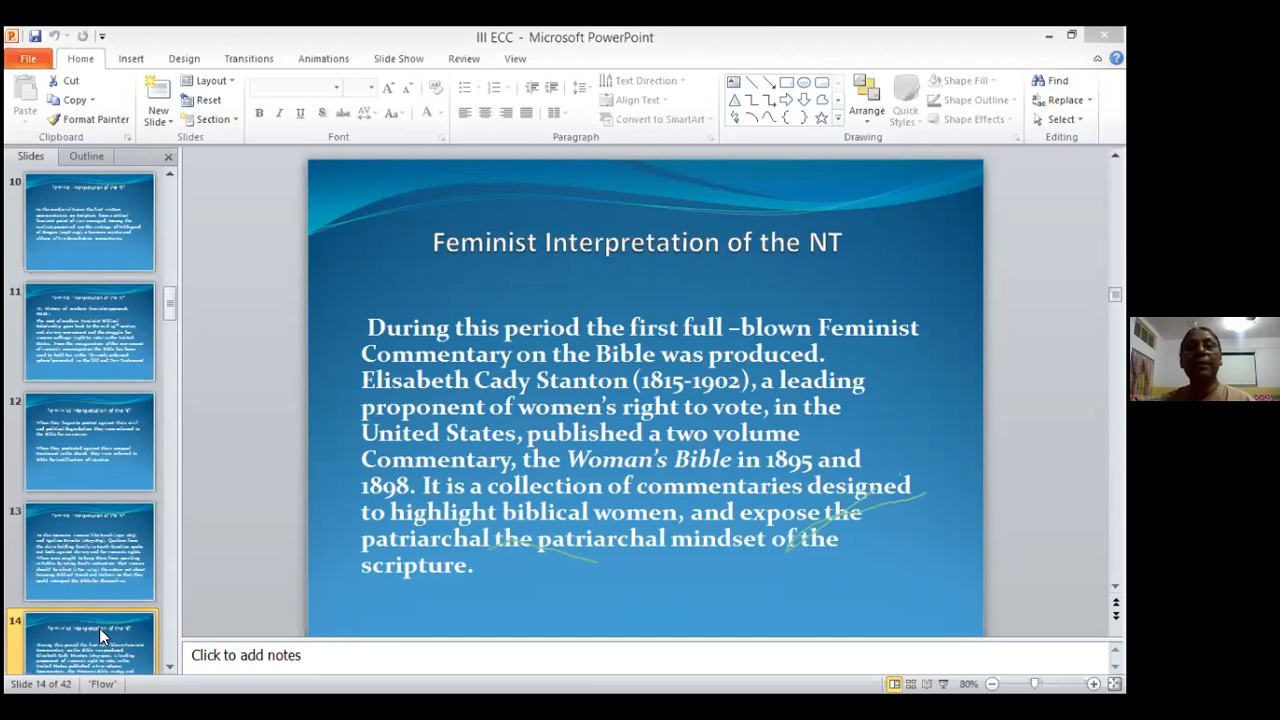 III ECC - Microsoft PowerPoint
File Home Insert Design Transitions Animations Slide Show Review View
Paste
Cut
Copy
Format Painter
Clipboard
New
Slide
Layout
Reset
Section
Slides
B I U S abc AV Aa A
Font
Text Direction
Align Text
Convert to SmartArt
Paragraph
Arrange
Quick
Styles
Shape Fill
Shape Outline
Shape Effects
Drawing
Find
Replace
Select
Editing
Slides Outline
10
11
12
13
14
Feminist Interpretation of the NT
During this period the first full –blown Feminist
Commentary on the Bible was produced.
Elisabeth Cady Stanton (1815-1902), a leading
proponent of women's right to vote, in the
United States, published a two volume
Commentary, the Woman's Bible in 1895 and
1898. It is a collection of commentaries designed
to highlight biblical women, and expose the
patriarchal the patriarchal mindset of the
scripture.
Click to add notes
Slide 14 of 42 "Flow" 80%